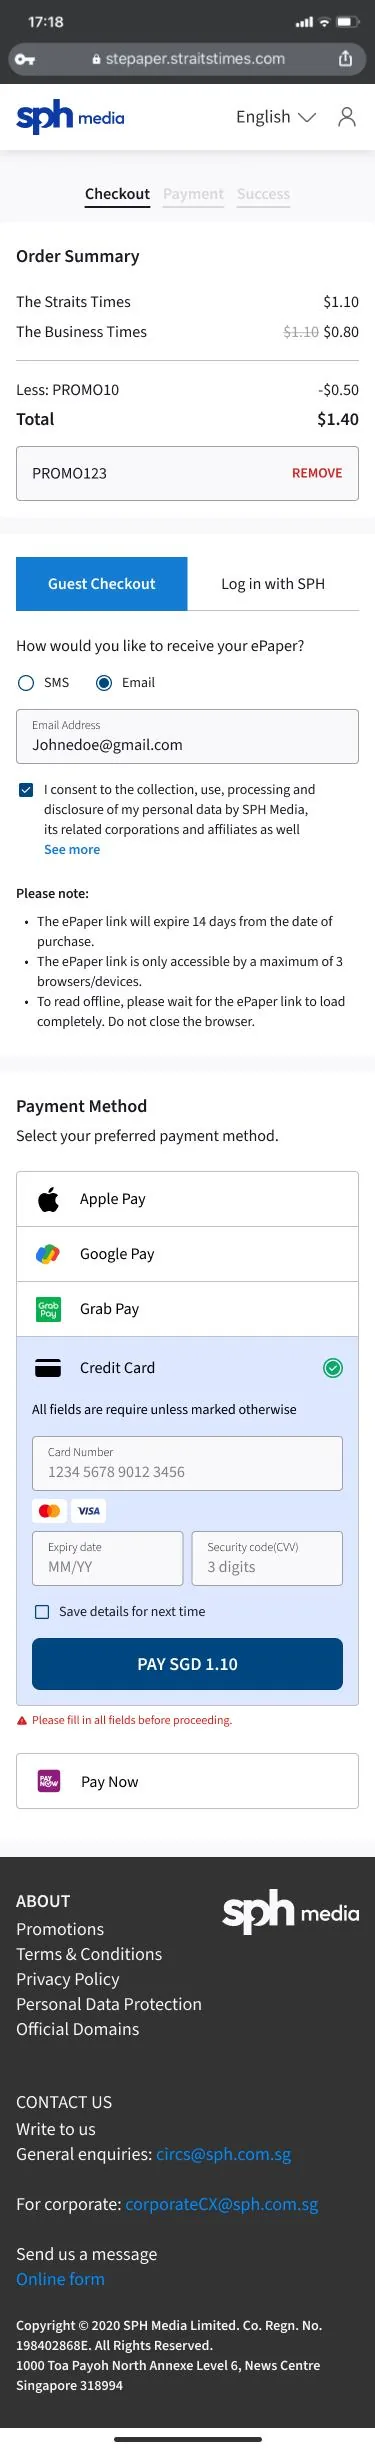 17:18
stepaper.straitstimes.com
sph media
English
Checkout Payment Success
Order Summary
The Straits Times $1.10
The Business Times $1.10 $0.80
Less: PROMO10 -$0.50
Total $1.40
PROMO123 REMOVE
Guest Checkout Log in with SPH
How would you like to receive your ePaper?
SMS Email
Email Address
Johnedoe@gmail.com
I consent to the collection, use, processing and
disclosure of my personal data by SPH Media,
its related corporations and affiliates as well
See more
Please note:
• The ePaper link will expire 14 days from the date of
purchase.
• The ePaper link is only accessible by a maximum of 3
browsers/devices.
• To read offline, please wait for the ePaper link to load
completely. Do not close the browser.
Payment Method
Select your preferred payment method.
Apple Pay
Google Pay
Grab Pay
Grab Pay
Credit Card
All fields are require unless marked otherwise
Card Number
1234 5678 9012 3456
VISA
Expiry date Security code(CVV)
MM/YY 3 digits
Save details for next time
PAY SGD 1.10
Please fill in all fields before proceeding.
PAY NOW Pay Now
ABOUT sph media
Promotions
Terms & Conditions
Privacy Policy
Personal Data Protection
Official Domains
CONTACT US
Write to us
General enquiries: circs@sph.com.sg
For corporate: corporateCX@sph.com.sg
Send us a message
Online form
Copyright © 2020 SPH Media Limited. Co. Regn. No.
198402868E. All Rights Reserved.
1000 Toa Payoh North Annexe Level 6, News Centre
Singapore 318994